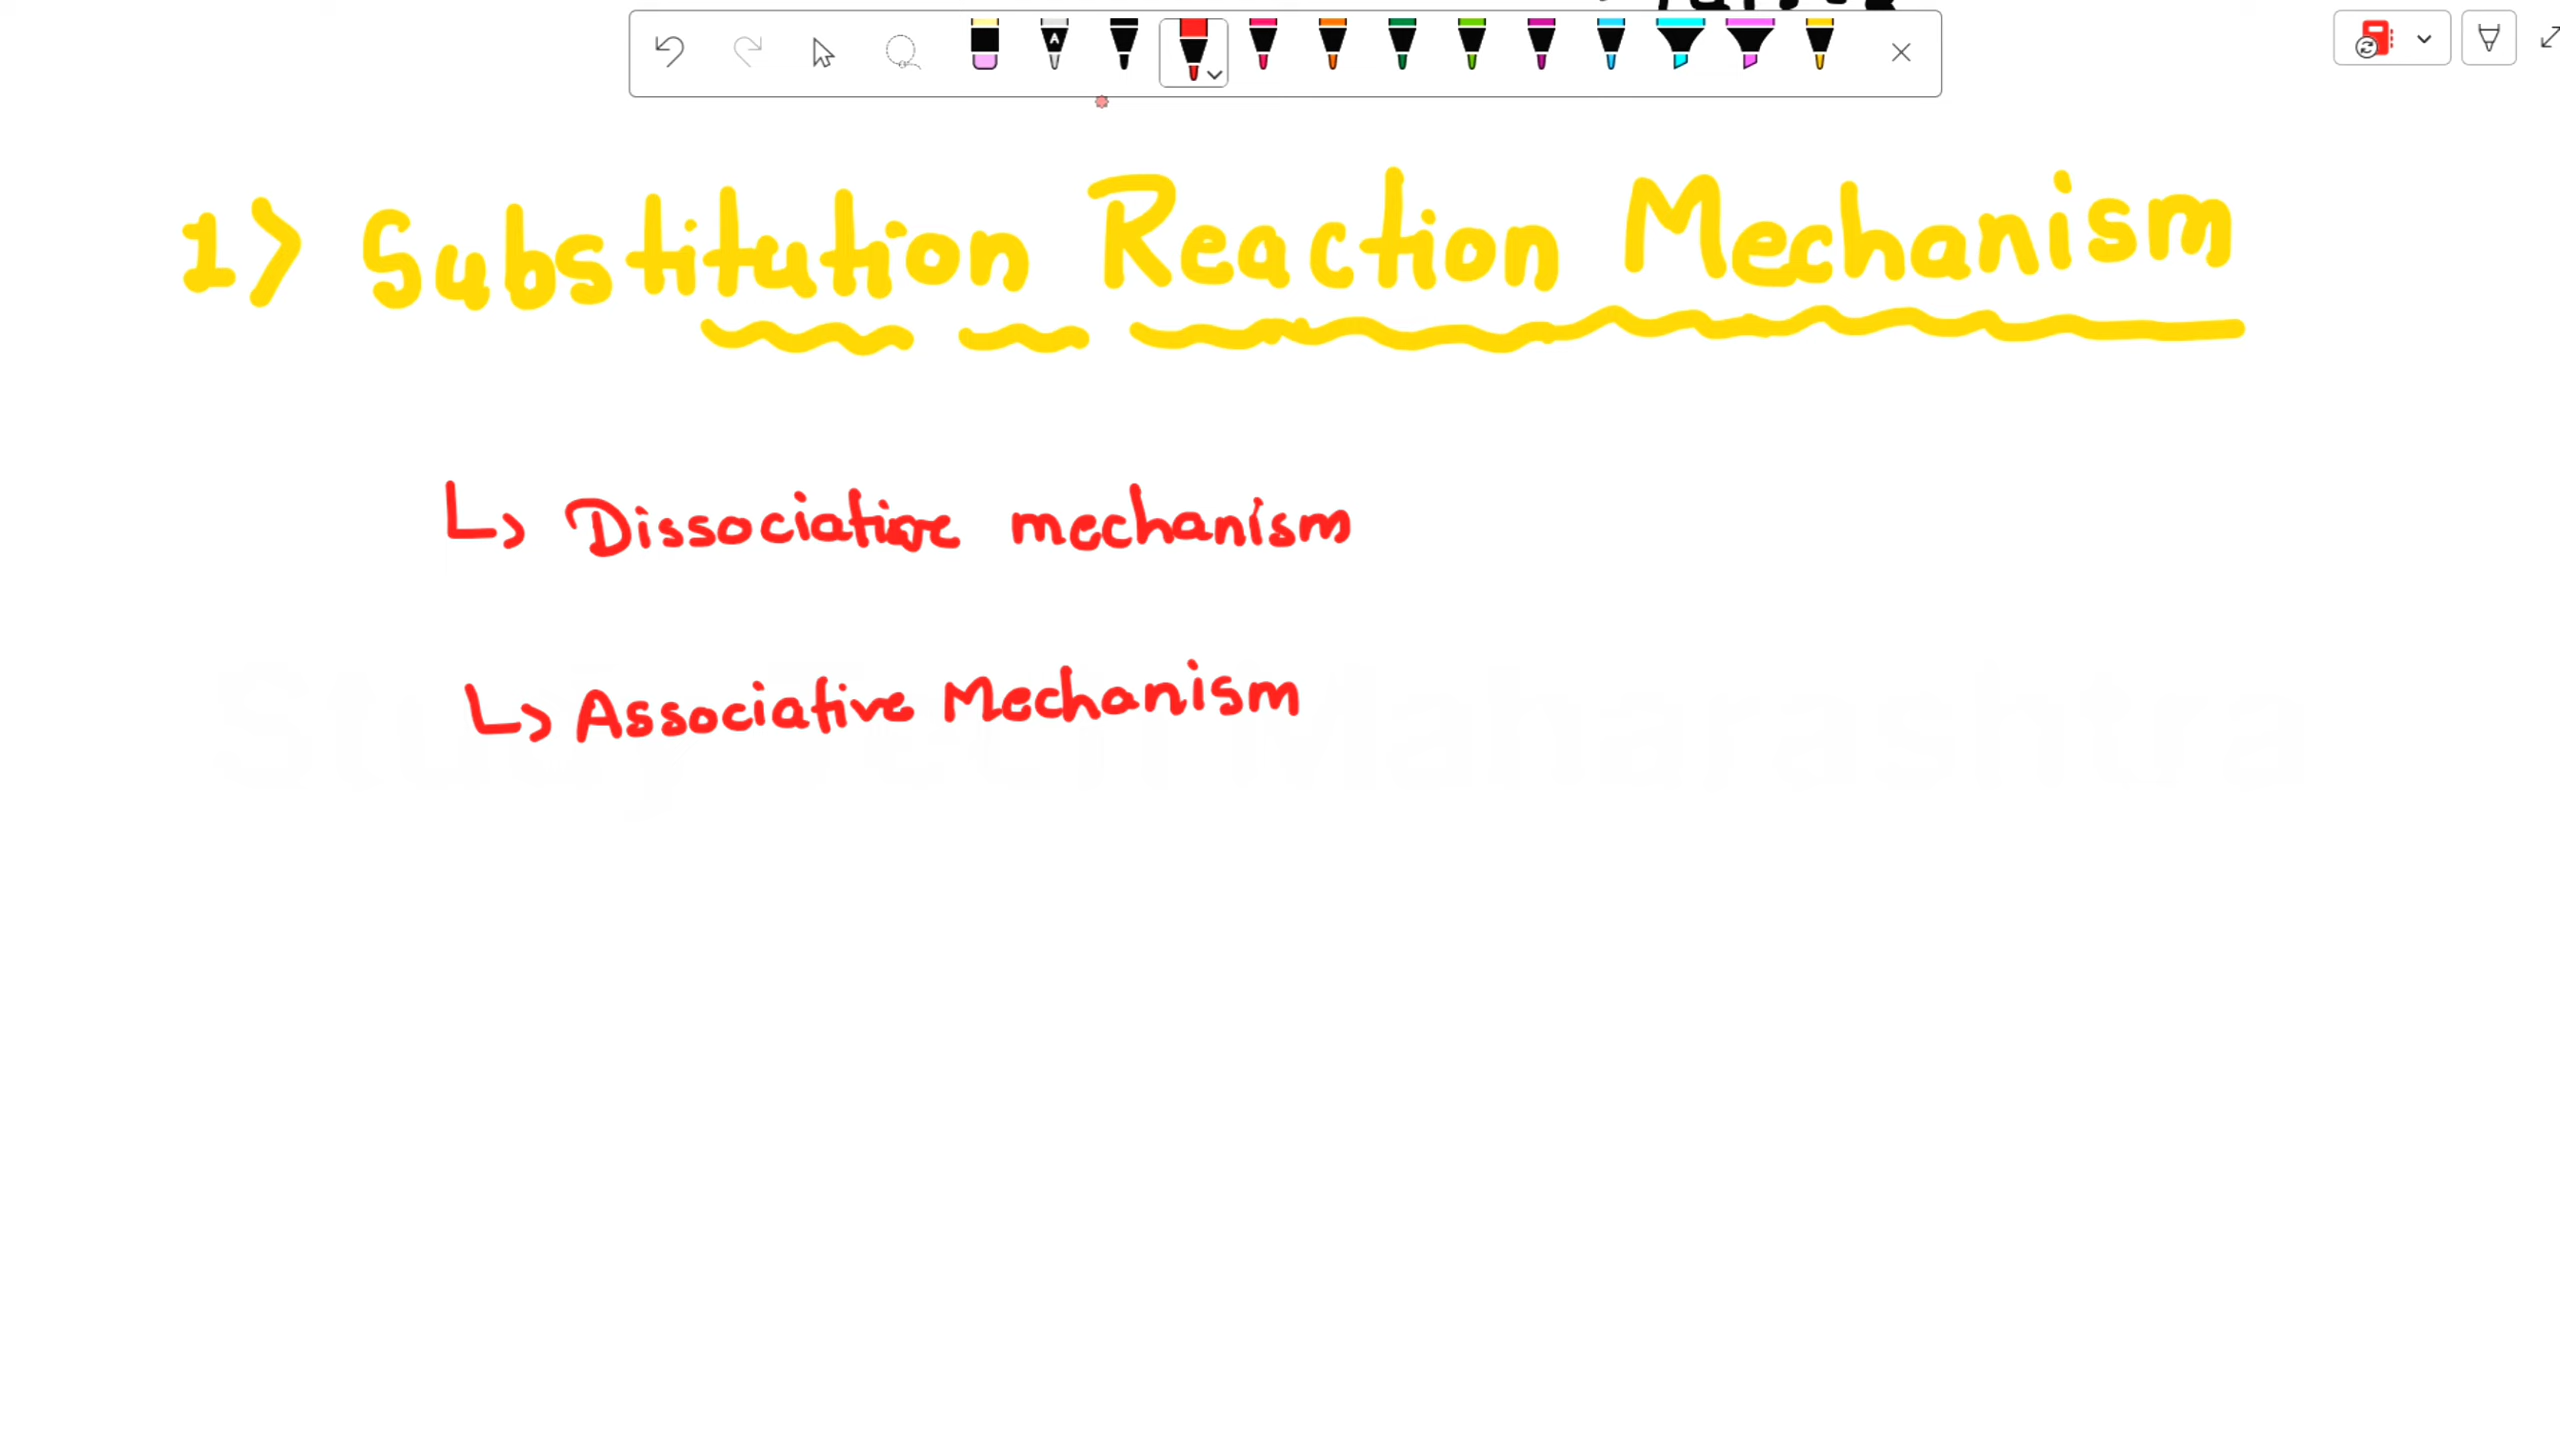 1> Substitution Reaction Mechanism
↳ Dissociative mechanism
↳ Associative Mechanism